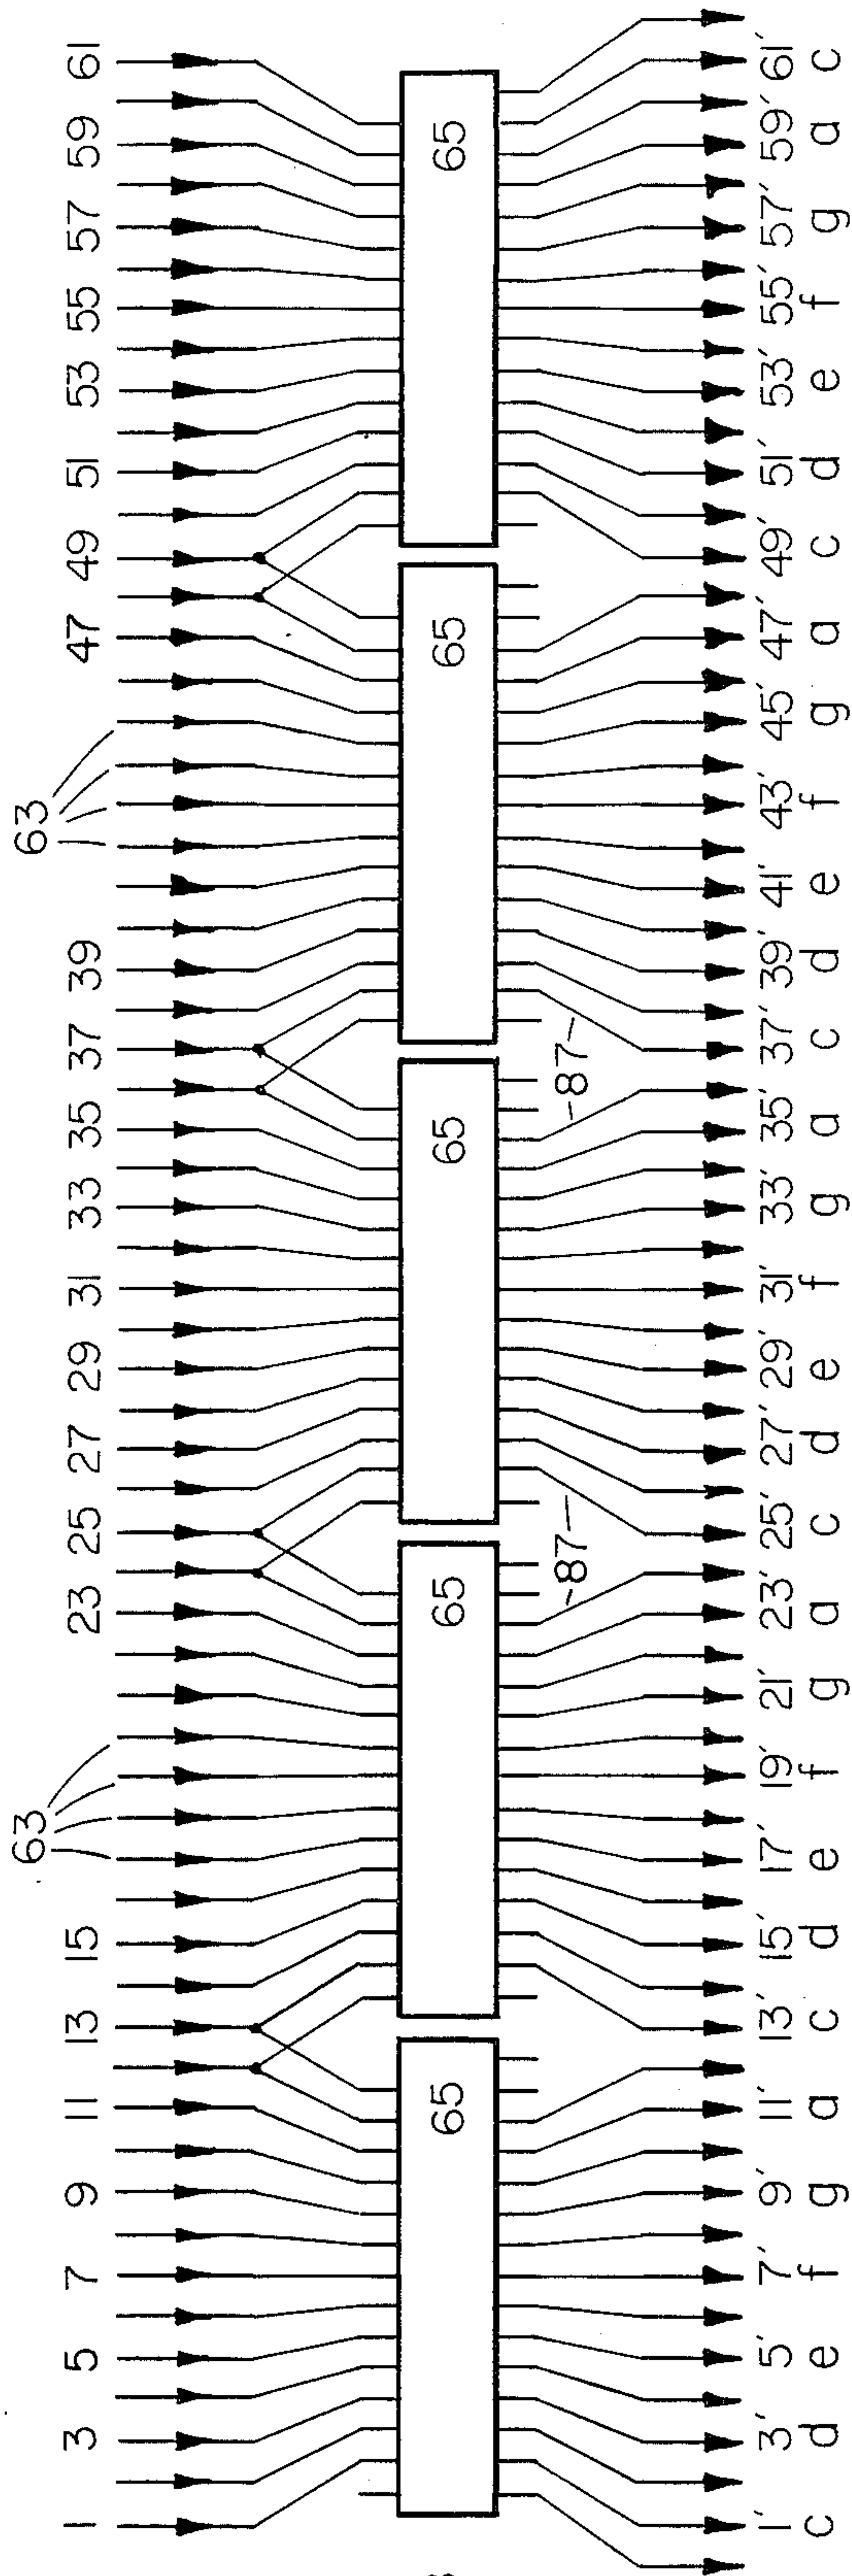 63 63
1 3 5 7 9 11 13 15 23 25 27 29 31 33 35 37 39 47 49 51 53 55 57 59 61
65 65 65 65 65
-87- -87-
1' 3' 5' 7' 9' 11' 13' 15' 17' 19' 21' 23' 25' 27' 29' 31' 33' 35' 37' 39' 41' 43' 45' 47' 49' 51' 53' 55' 57' 59' 61'
c d e f g a c d e f g a c d e f g a c d e f g a c d e f g a c